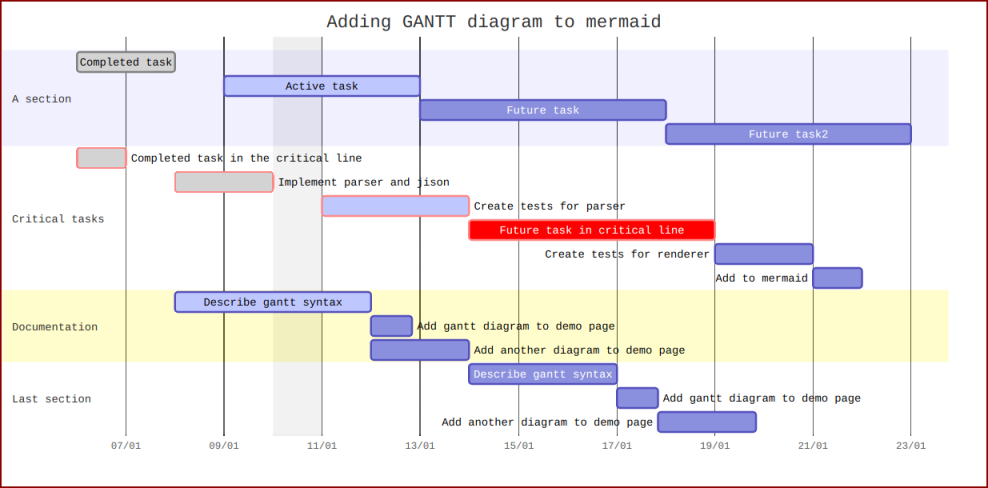 Adding GANTT diagram to mermaid
Completed task
Active task
A section
Future task
Future task2
Completed task in the critical line
Implement parser and jison
Create tests for parser
Critical tasks
Future task in critical line
Create tests for renderer
Add to mermaid
Describe gantt syntax
Documentation
Add gantt diagram to demo page
Add another diagram to demo page
Describe gantt syntax
Last section
Add gantt diagram to demo page
Add another diagram to demo page
07/01 09/01 11/01 13/01 15/01 17/01 19/01 21/01 23/01